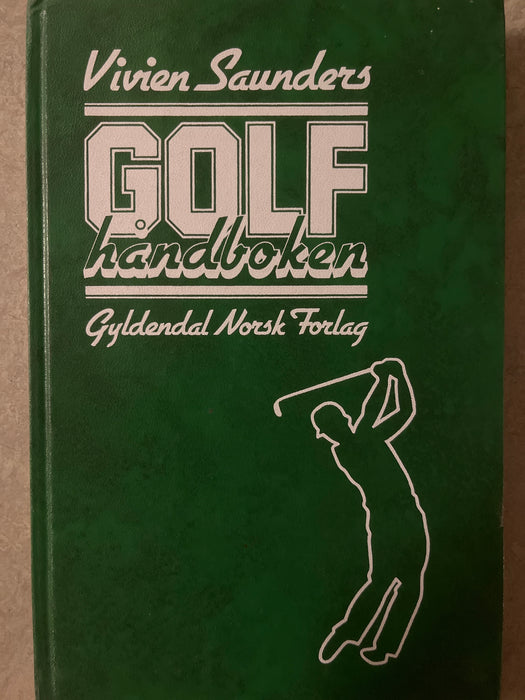 Vivien Saunders
GOLF
håndboken
Gyldendal Norsk Forlag